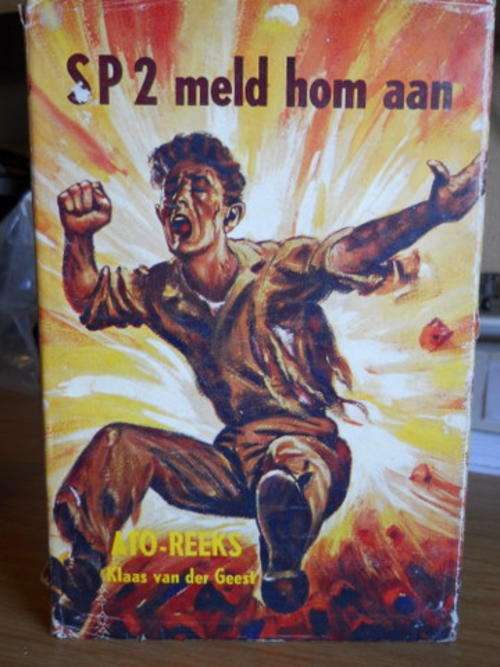 SP 2 meld hom aan
ATO-REEKS
Klaas van der Geest